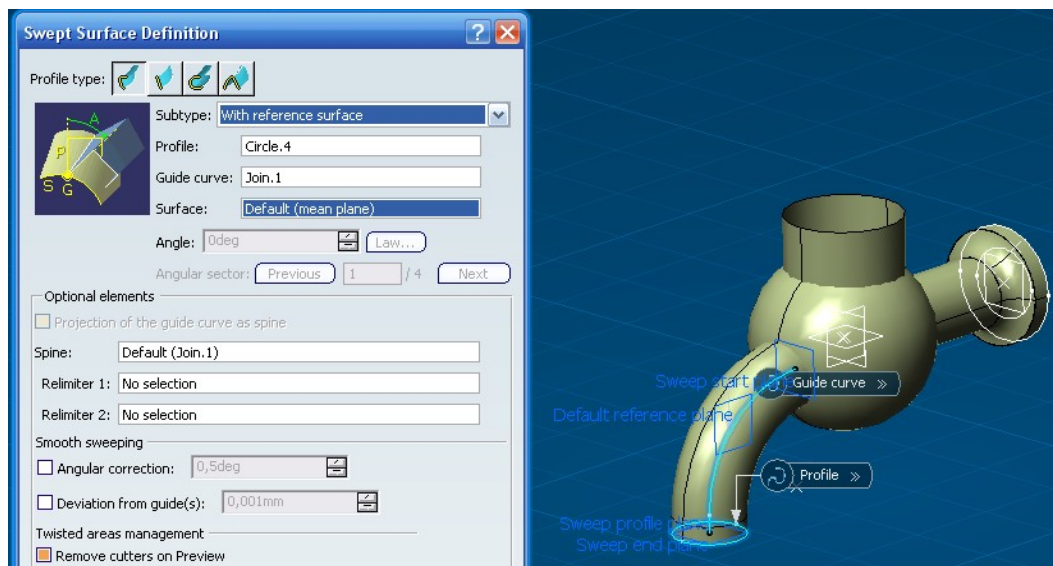 Swept Surface Definition
Profile type:
Subtype: With reference surface
Profile: Circle.4
Guide curve: Join.1
Surface: Default (mean plane)
Angle: 0deg Law...
Angular sector: Previous 1 / 4 Next
Optional elements
Projection of the guide curve as spine
Spine: Default (Join.1)
Relimiter 1: No selection
Relimiter 2: No selection
Smooth sweeping
Angular correction: 0,5deg
Deviation from guide(s): 0,001mm
Twisted areas management
Remove cutters on Preview
A
P
S G
Sweep start
Guide curve »
Default reference plane
Profile »
Sweep profile
Sweep end plane